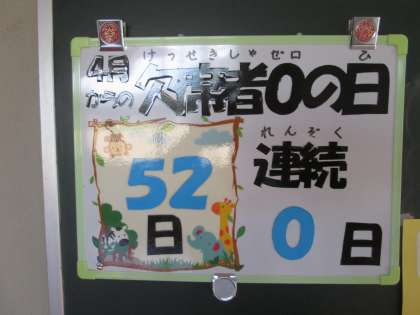 けっせきしゃゼロ ひ
4月からの 欠席者0の日
れんぞく
52日
連続
0日